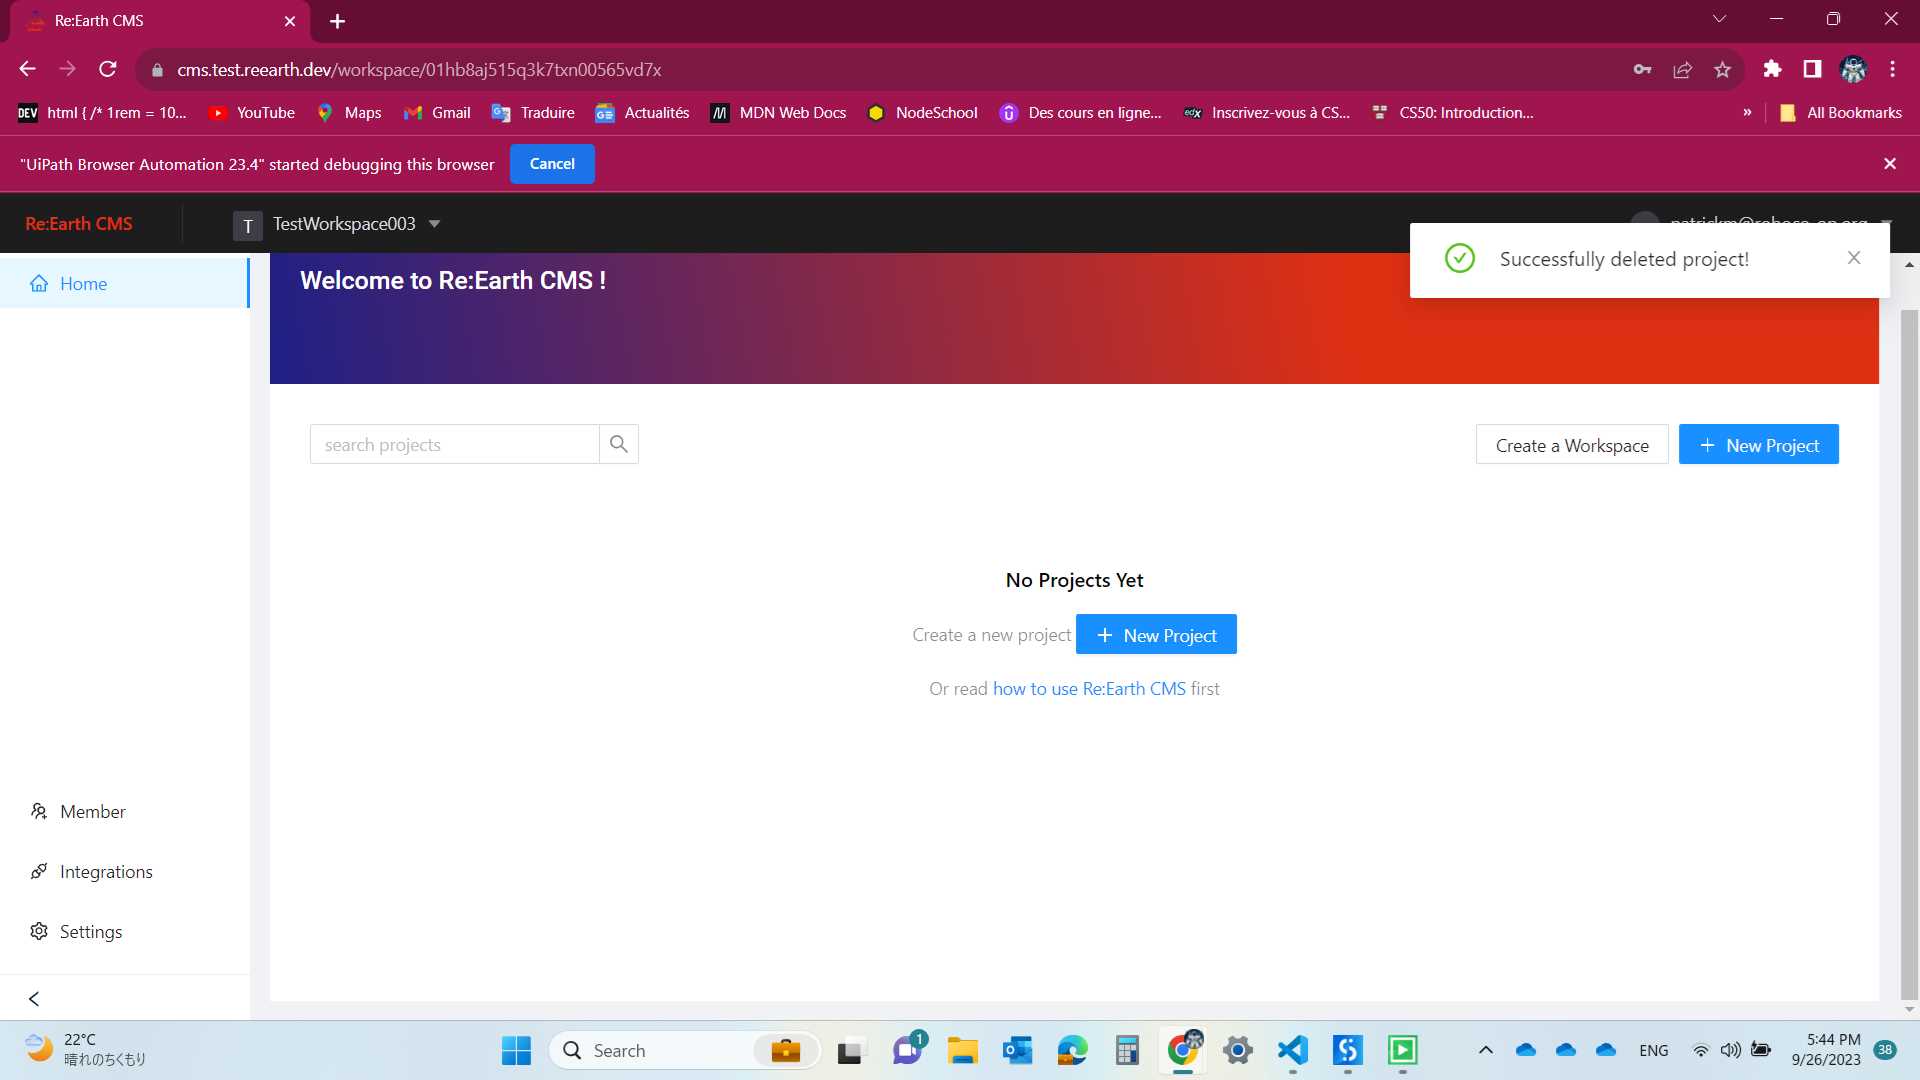 Re:Earth CMS
cms.test.reearth.dev/workspace/01hb8aj515q3k7txn00565vd7x
DEV html { /* 1rem = 10... YouTube Maps Gmail Traduire Actualités MDN Web Docs NodeSchool Des cours en ligne... edX Inscrivez-vous à CS... CS50: Introduction... » All Bookmarks
"UiPath Browser Automation 23.4" started debugging this browser Cancel
Re:Earth CMS T TestWorkspace003
Successfully deleted project!
Home
Welcome to Re:Earth CMS !
search projects
Create a Workspace + New Project
No Projects Yet
Create a new project + New Project
Or read how to use Re:Earth CMS first
Member
Integrations
Settings
22°C
晴れのちくもり
Search
1
ENG
5:44 PM
9/26/2023
38